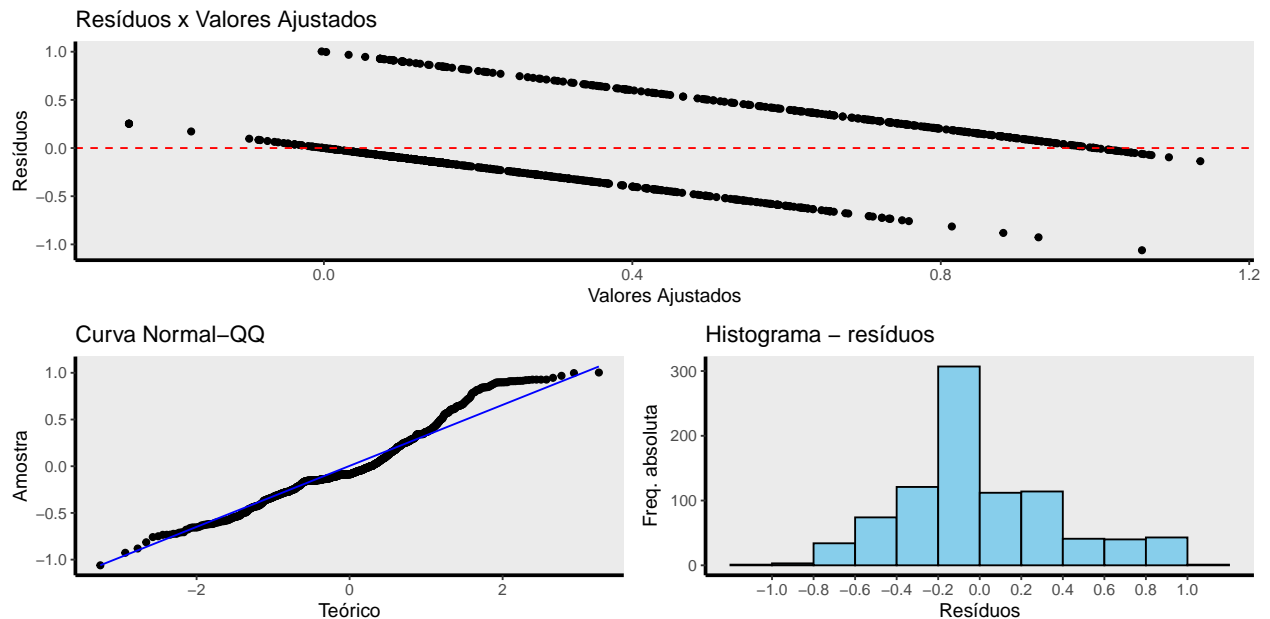 Resíduos x Valores Ajustados
Resíduos
1.0
0.5
0.0
−0.5
−1.0
0.0 0.4 0.8 1.2
Valores Ajustados
Curva Normal−QQ
Amostra
1.0
0.5
0.0
−0.5
−1.0
−2 0 2
Teórico
Histograma − resíduos
Freq. absoluta
300
200
100
0
−1.0 −0.8 −0.6 −0.4 −0.2 0.0 0.2 0.4 0.6 0.8 1.0
Resíduos